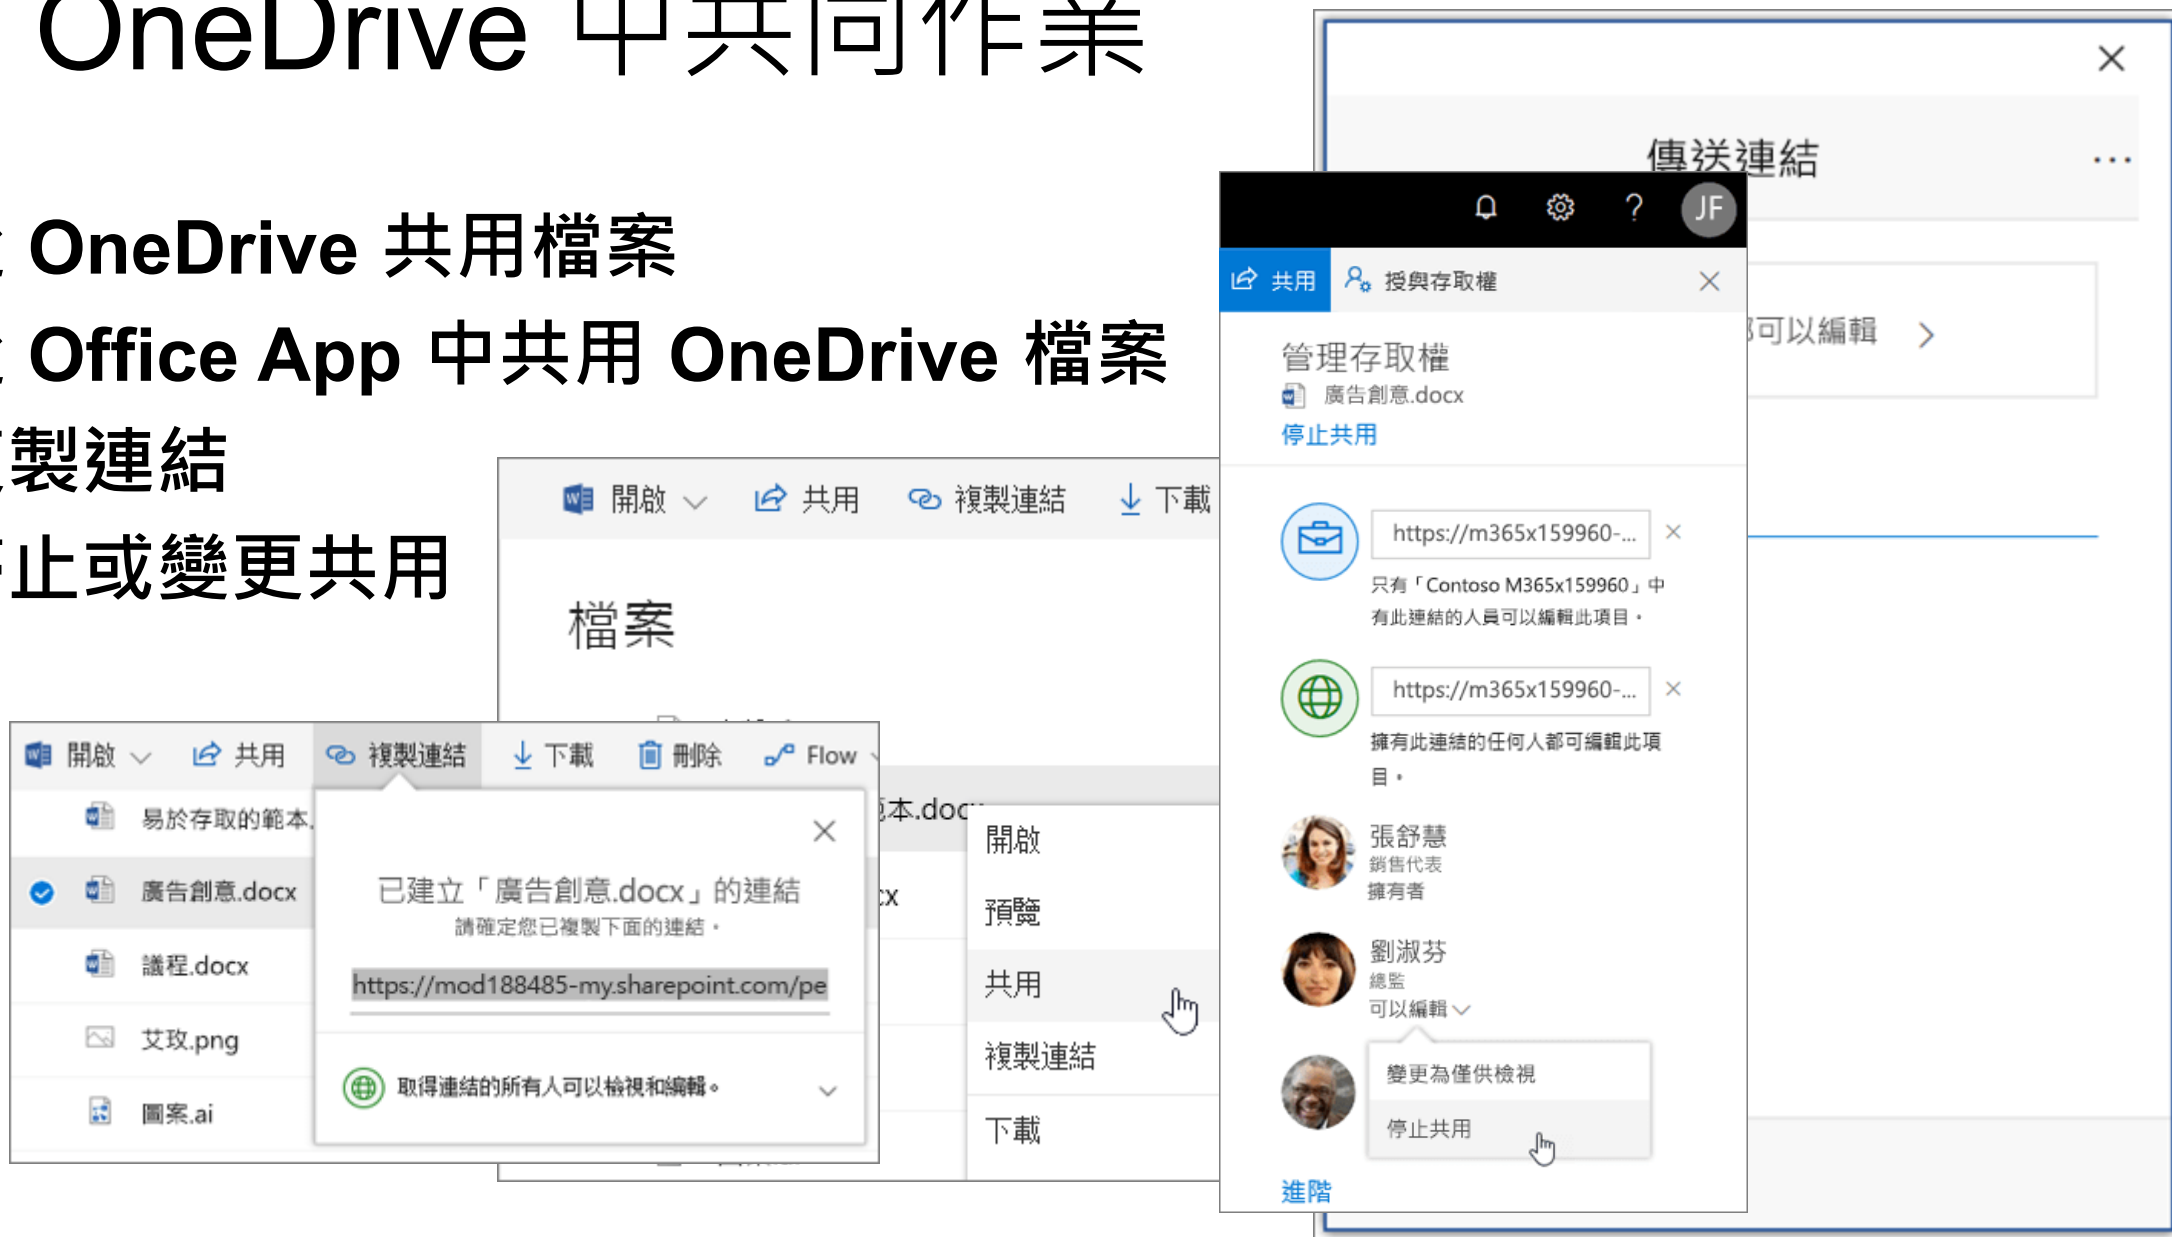 OneDrive 中共同作業
OneDrive 共用檔案
Office App 中共用 OneDrive 檔案
製連結
止或變更共用
開啟 共用 複製連結 下載
檔案
本.docx
開啟
預覽
共用
複製連結
下載
開啟 共用 複製連結 下載 刪除 Flow
易於存取的範本.
廣告創意.docx
議程.docx
艾玫.png
圖案.ai
已建立「廣告創意.docx」的連結
請確定您已複製下面的連結。
https://mod188485-my.sharepoint.com/pe
取得連結的所有人可以檢視和編輯。
傳送連結
可以編輯
JF
共用 授與存取權
管理存取權
廣告創意.docx
停止共用
https://m365x159960-...
只有「Contoso M365x159960」中
有此連結的人員可以編輯此項目。
https://m365x159960-...
擁有此連結的任何人都可編輯此項
目。
張舒慧
銷售代表
擁有者
劉淑芬
總監
可以編輯
變更為僅供檢視
停止共用
進階